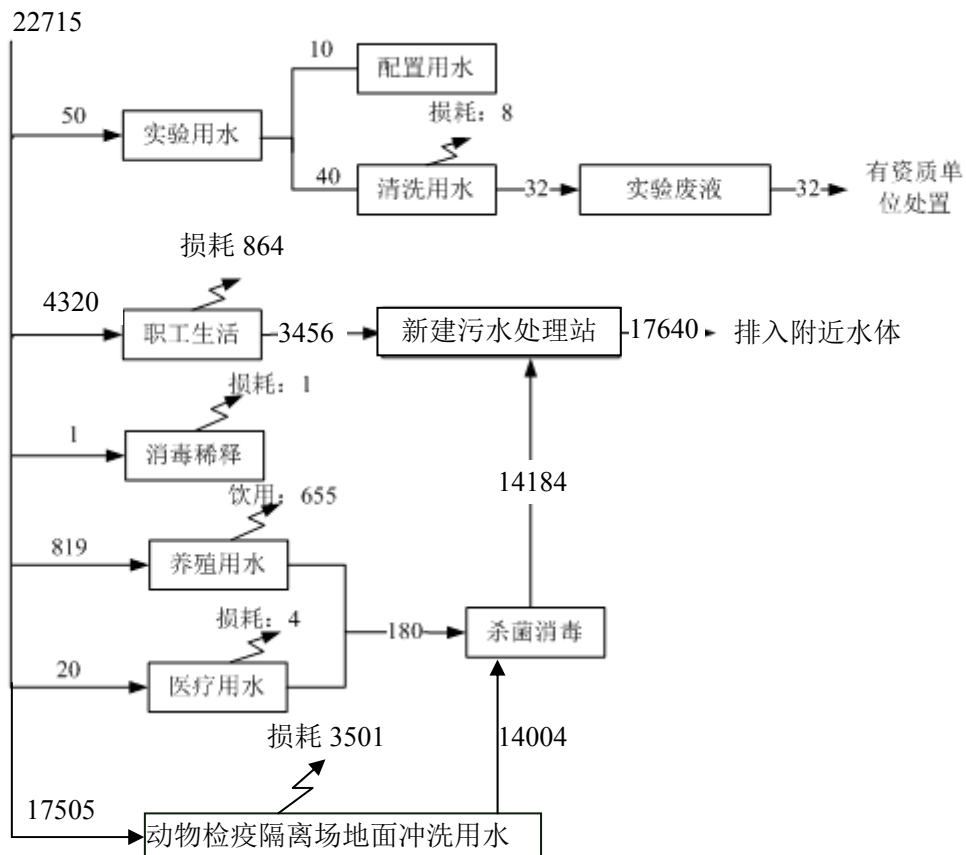 22715
10
配置用水
损耗：8
50
实验用水
40
清洗用水
32
实验废液
32
有资质单
位处置
损耗 864
4320
职工生活
3456
新建污水处理站
17640
排入附近水体
损耗：1
1
消毒稀释
14184
饮用：655
819
养殖用水
损耗：4
180
杀菌消毒
20
医疗用水
损耗 3501
14004
17505
动物检疫隔离场地面冲洗用水